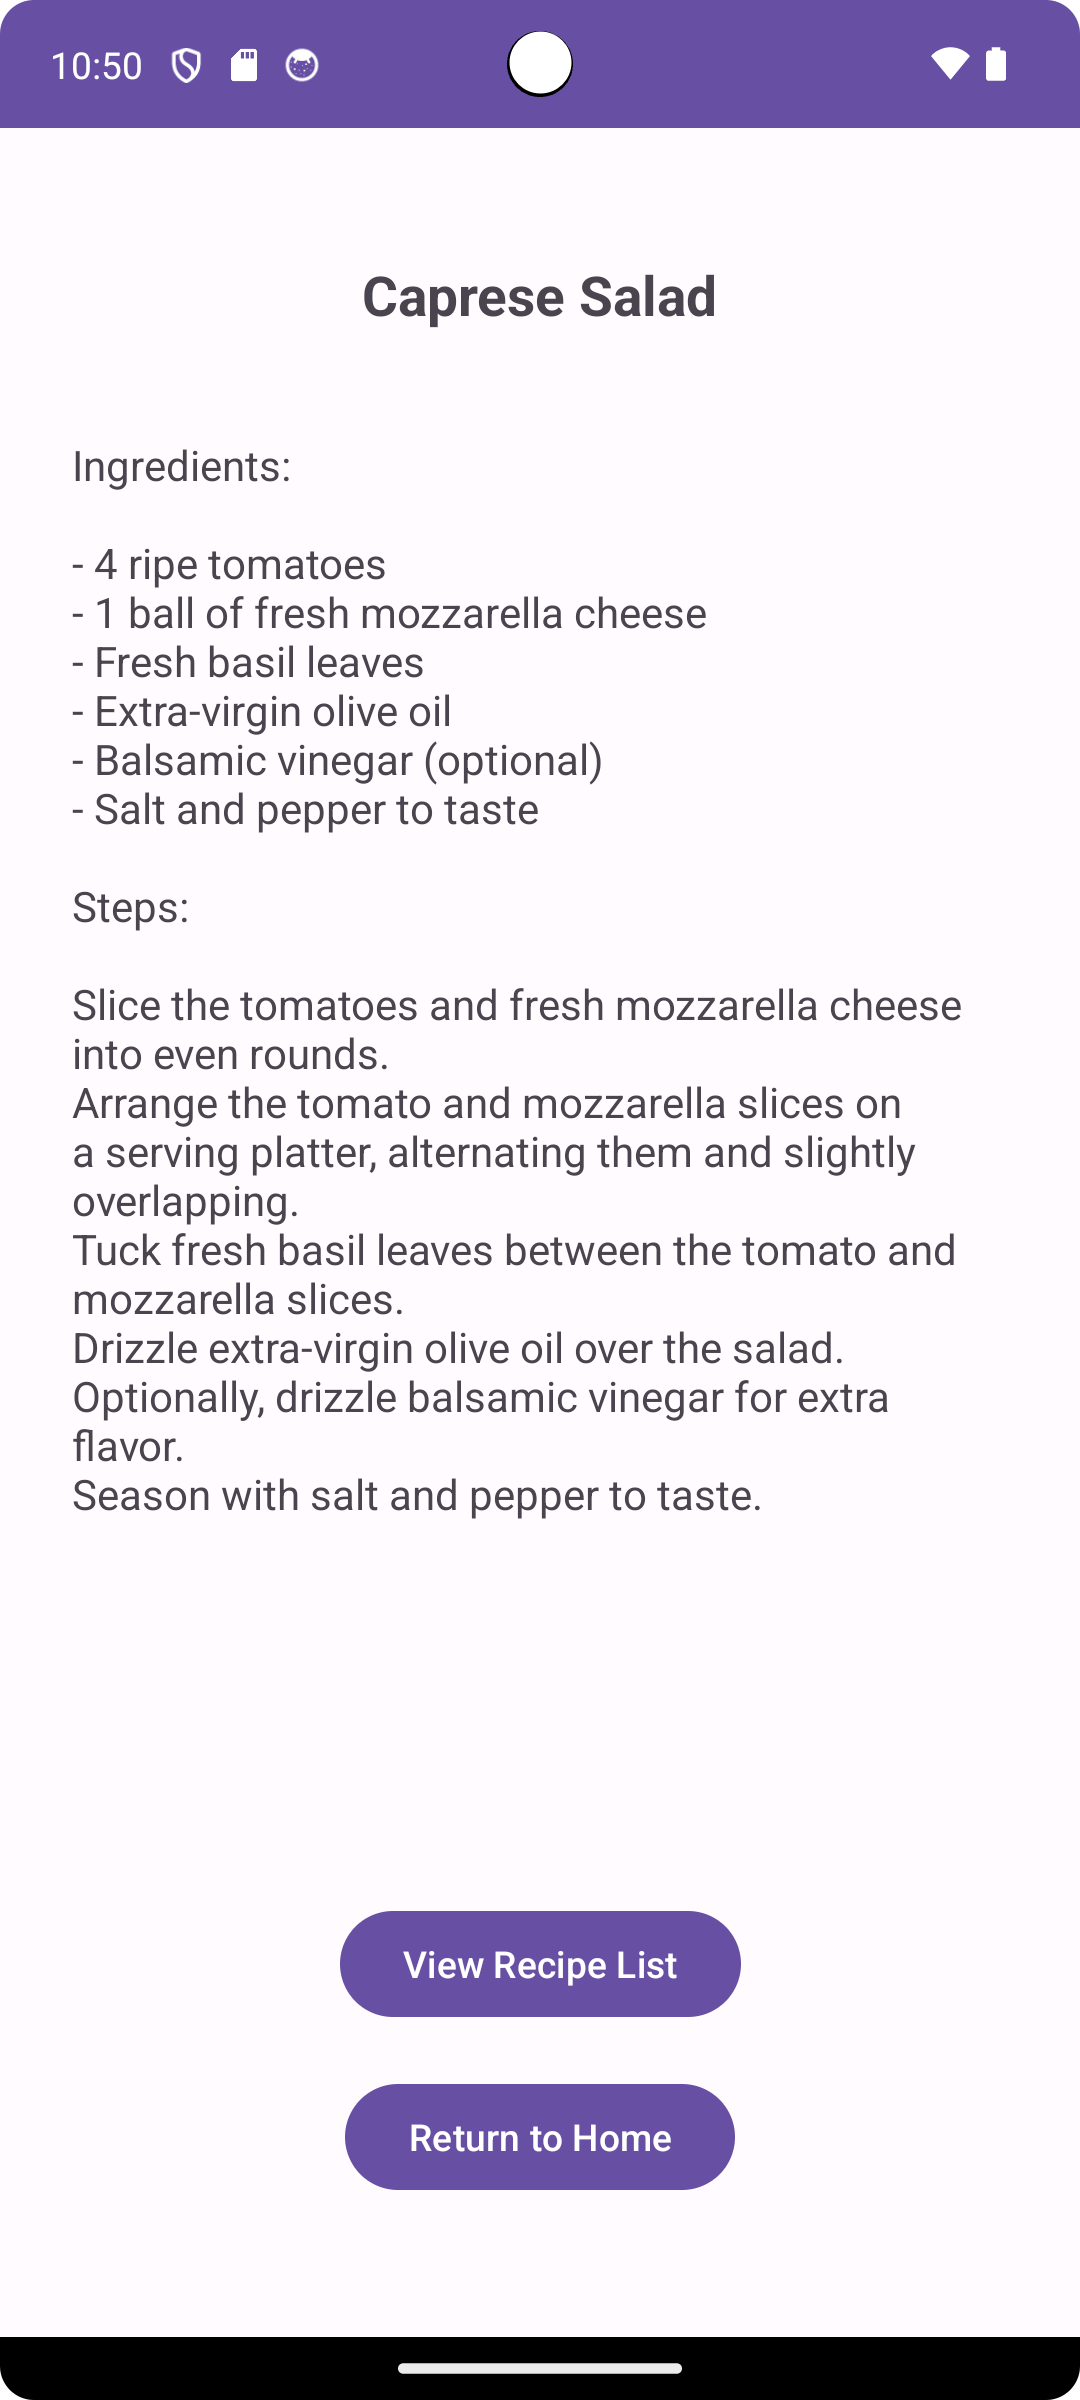 10:50
Caprese Salad
Ingredients:
- 4 ripe tomatoes
- 1 ball of fresh mozzarella cheese
- Fresh basil leaves
- Extra-virgin olive oil
- Balsamic vinegar (optional)
- Salt and pepper to taste
Steps:
Slice the tomatoes and fresh mozzarella cheese
into even rounds.
Arrange the tomato and mozzarella slices on
a serving platter, alternating them and slightly
overlapping.
Tuck fresh basil leaves between the tomato and
mozzarella slices.
Drizzle extra-virgin olive oil over the salad.
Optionally, drizzle balsamic vinegar for extra
flavor.
Season with salt and pepper to taste.
View Recipe List
Return to Home